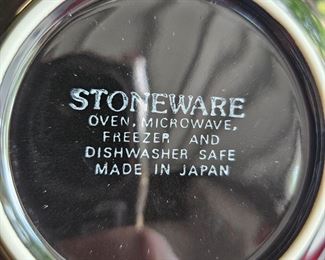 STONEWARE
OVEN, MICROWAVE,
FREEZER AND
DISHWASHER SAFE
MADE IN JAPAN